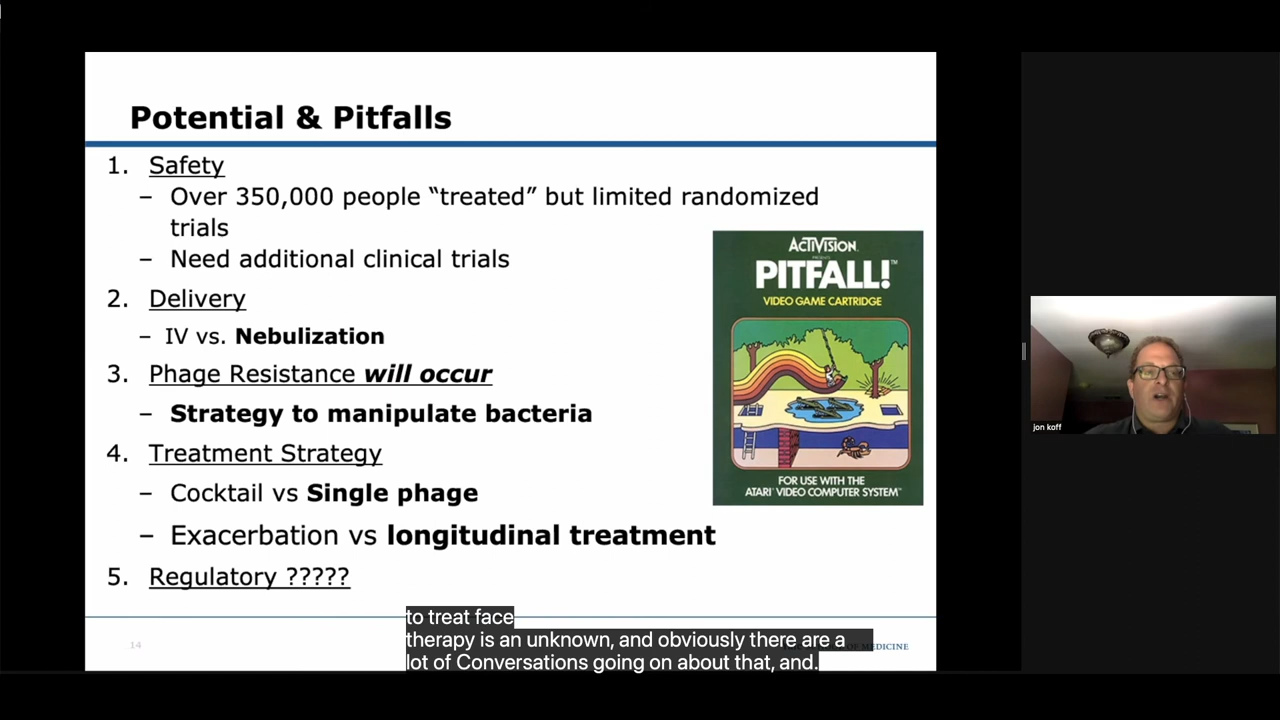 Potential & Pitfalls
1. Safety
– Over 350,000 people “treated” but limited randomized
trials
– Need additional clinical trials
2. Delivery
– IV vs. Nebulization
3. Phage Resistance will occur
– Strategy to manipulate bacteria
4. Treatment Strategy
– Cocktail vs Single phage
– Exacerbation vs longitudinal treatment
5. Regulatory ?????
ACTIVISION
PRESENTS
PITFALL!™
VIDEO GAME CARTRIDGE
FOR USE WITH THE
ATARI® VIDEO COMPUTER SYSTEM™
jon koff
14
to treat face
therapy is an unknown, and obviously there are a
lot of Conversations going on about that, and.
MEDICINE